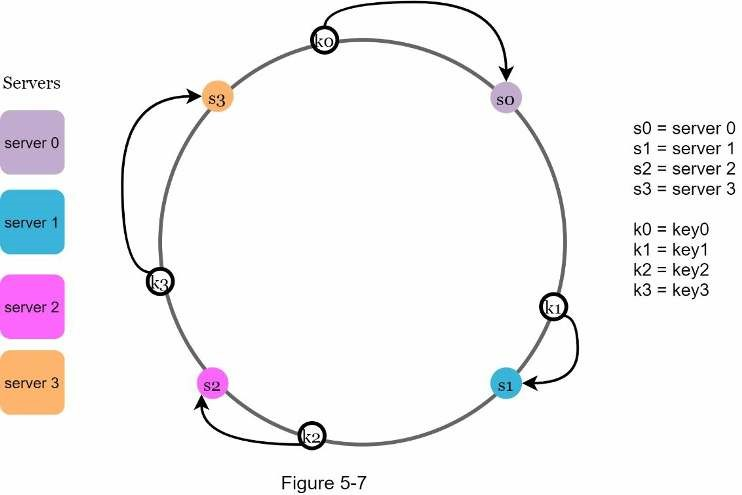 Servers
server 0
server 1
server 2
server 3
k0
s0
s3
k3
k1
s2
s1
k2
s0 = server 0
s1 = server 1
s2 = server 2
s3 = server 3
k0 = key0
k1 = key1
k2 = key2
k3 = key3
Figure 5-7